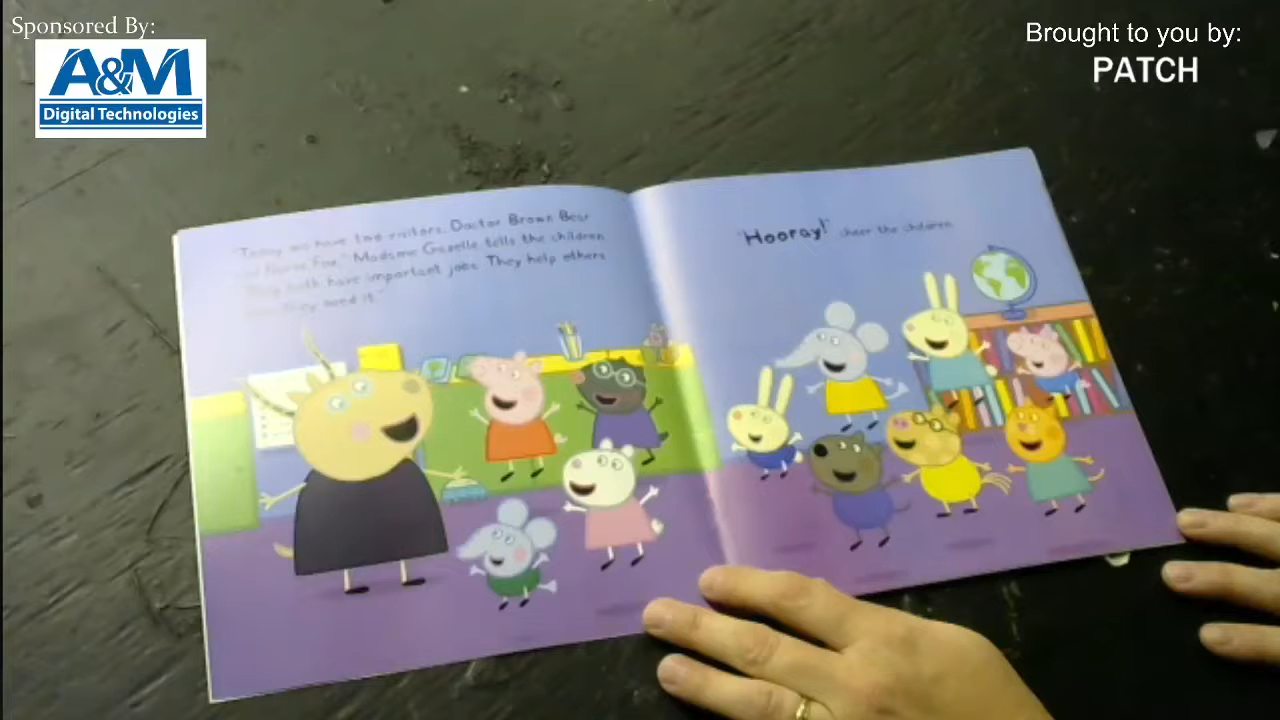 Sponsored By:
A&M
Digital Technologies
Brought to you by:
PATCH
"Today we have two visitors, Doctor Brown Bear
and Nurse Fox," Madame Gazelle tells the children.
"They both have important jobs. They help others
they need it."
"Hooray!" cheer the children.